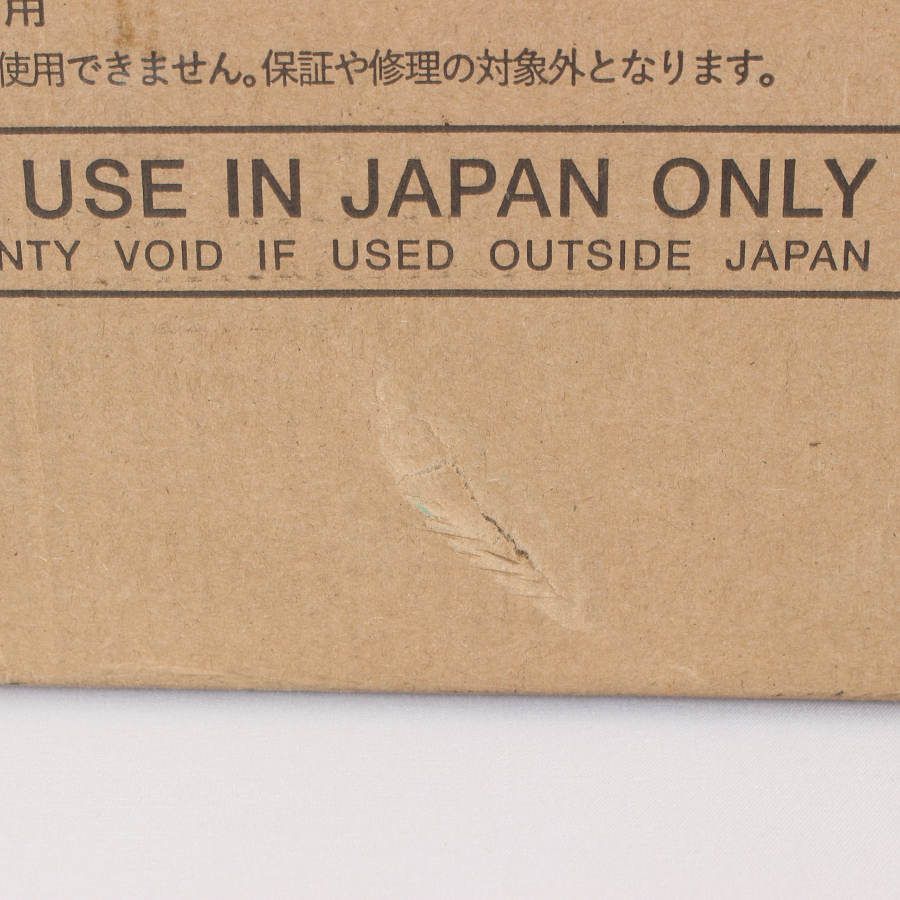 用
使用できません。保証や修理の対象外となります。
USE IN JAPAN ONLY
NTY VOID IF USED OUTSIDE JAPAN